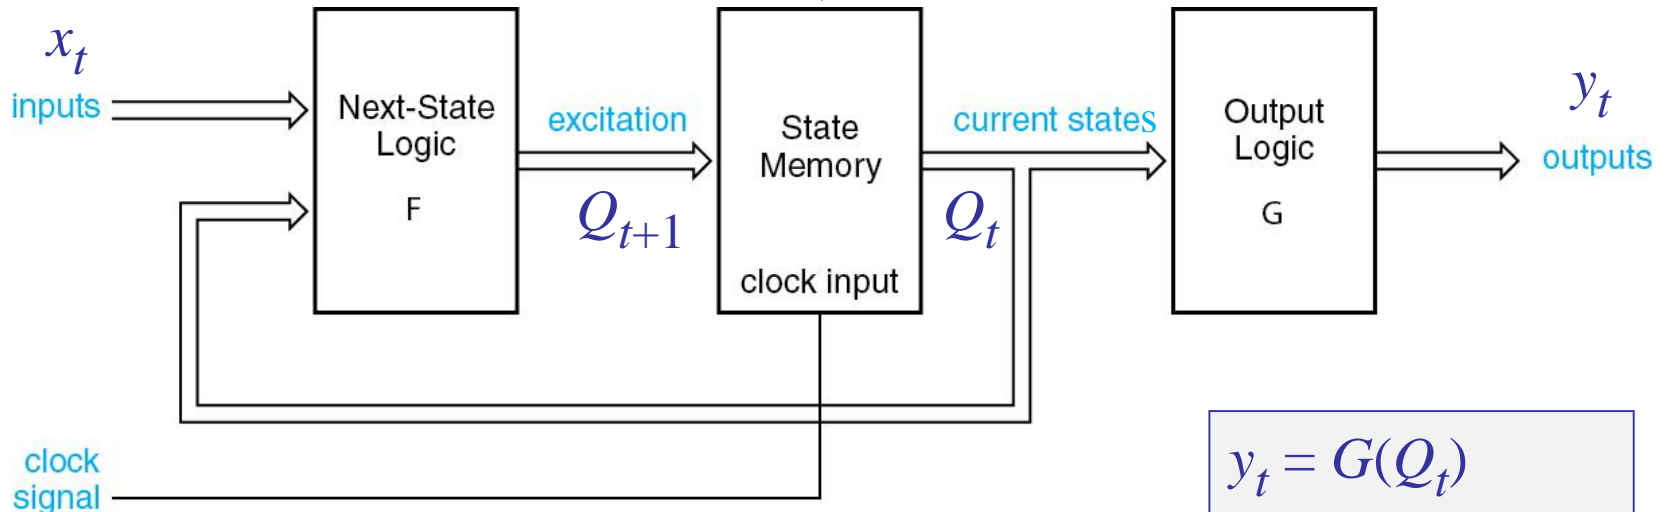 x_t
inputs
Next-State
Logic
F
excitation
Q_{t+1}
State
Memory
clock input
current states
Q_t
Output
Logic
G
y_t
outputs
clock
signal
y_t = G(Q_t)